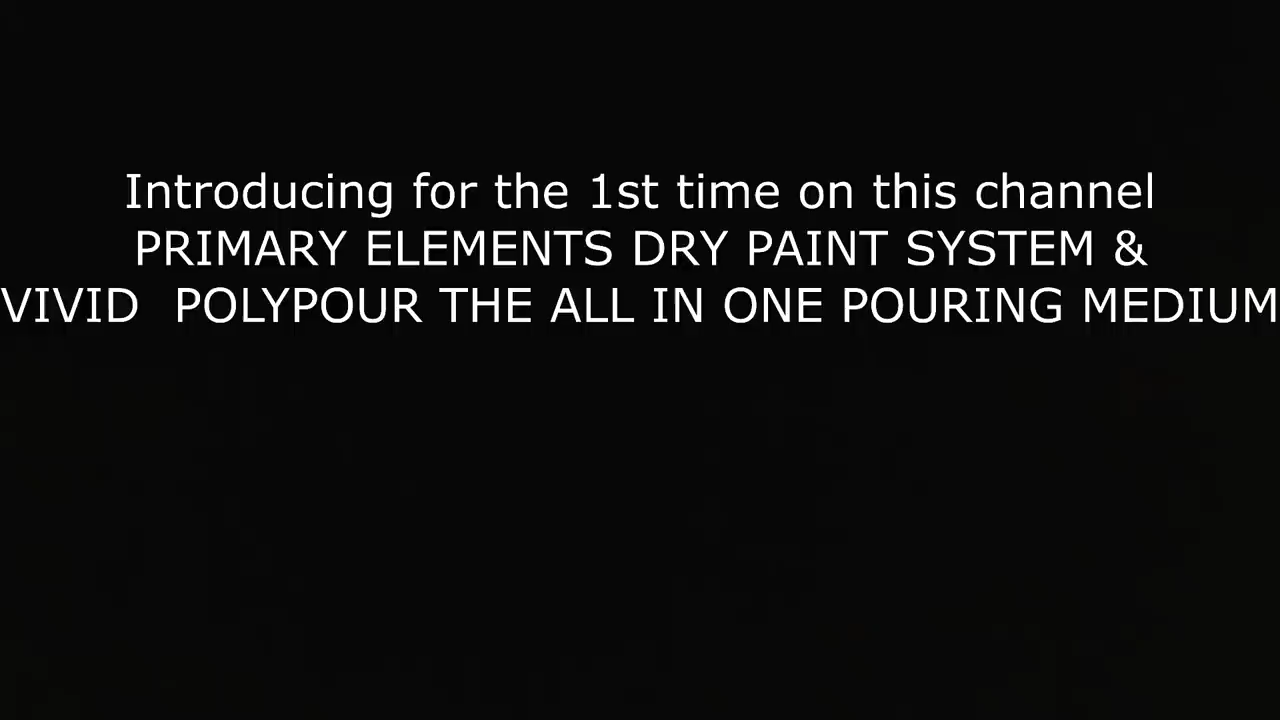 Introducing for the 1st time on this channel
PRIMARY ELEMENTS DRY PAINT SYSTEM &
VIVID  POLYPOUR THE ALL IN ONE POURING MEDIUM